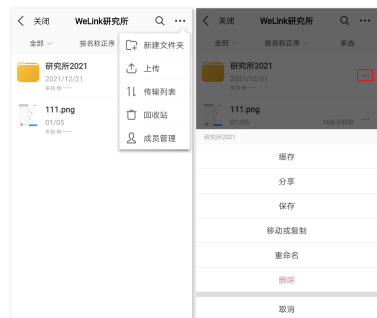 关闭 WeLink研究所
全部 按名称正序
研究所2021
2021/12/21
111.png
01/05
新建文件夹
上传
传输列表
回收站
成员管理
关闭 WeLink研究所
全部 按名称正序 多选
研究所2021
2021/12/21
111.png
01/05 168.69KB
研究所2021
缓存
分享
保存
移动或复制
重命名
删除
取消